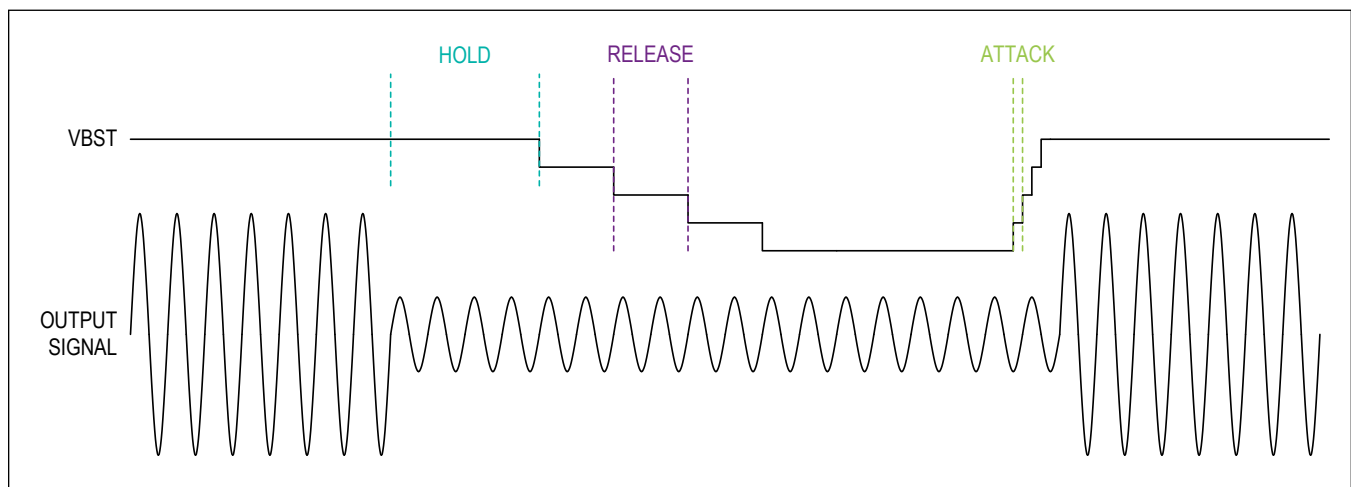 HOLD
RELEASE
ATTACK
VBST
OUTPUT
SIGNAL